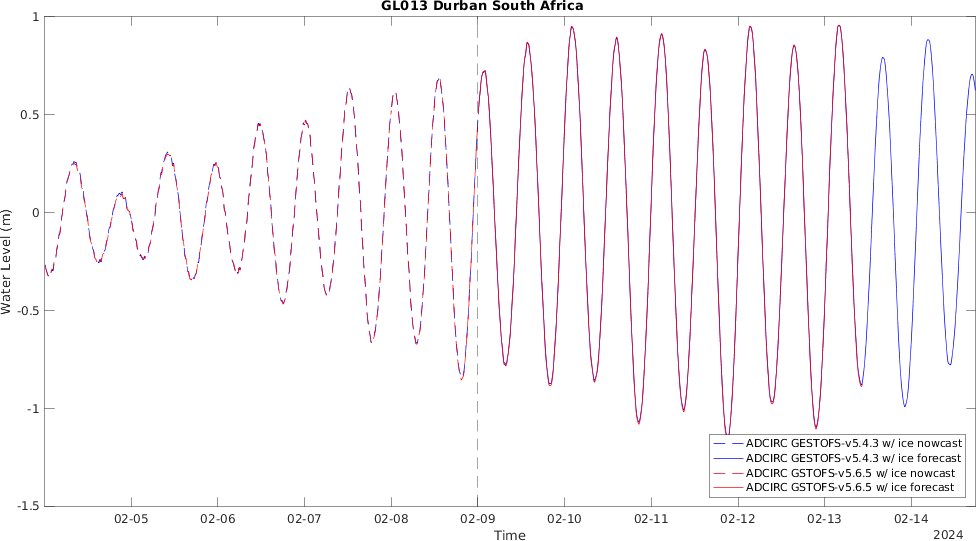 GL013 Durban South Africa
1
0.5
0
-0.5
-1
-1.5
Water Level (m)
ADCIRC GESTOFS-v5.4.3 w/ ice nowcast
ADCIRC GESTOFS-v5.4.3 w/ ice forecast
ADCIRC GSTOFS-v5.6.5 w/ ice nowcast
ADCIRC GSTOFS-v5.6.5 w/ ice forecast
02-05 02-06 02-07 02-08 02-09 02-10 02-11 02-12 02-13 02-14
Time
2024